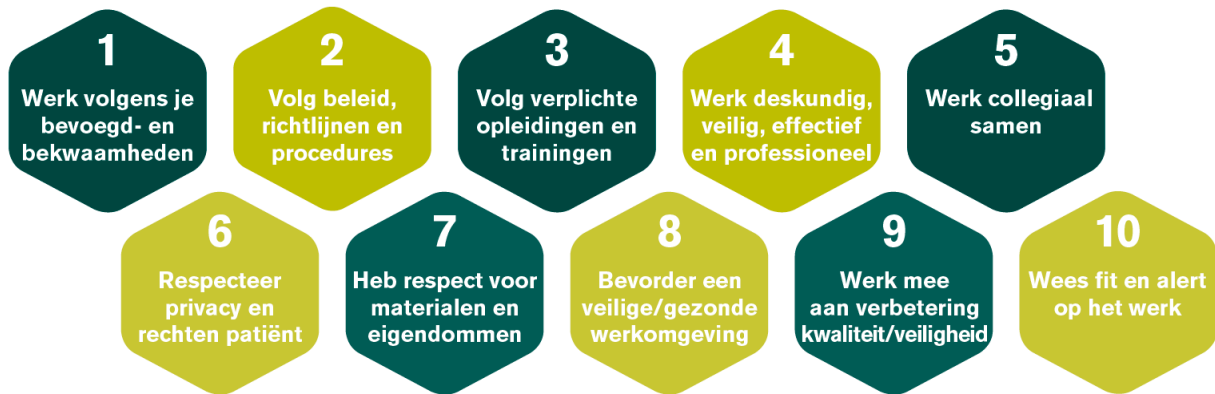 1
Werk volgens je
bevoegd- en
bekwaamheden
2
Volg beleid,
richtlijnen en
procedures
3
Volg verplichte
opleidingen en
trainingen
4
Werk deskundig,
veilig, effectief
en professioneel
5
Werk collegiaal
samen
6
Respecteer
privacy en
rechten patiënt
7
Heb respect voor
materialen en
eigendommen
8
Bevorder een
veilige/gezonde
werkomgeving
9
Werk mee
aan verbetering
kwaliteit/veiligheid
10
Wees fit en alert
op het werk